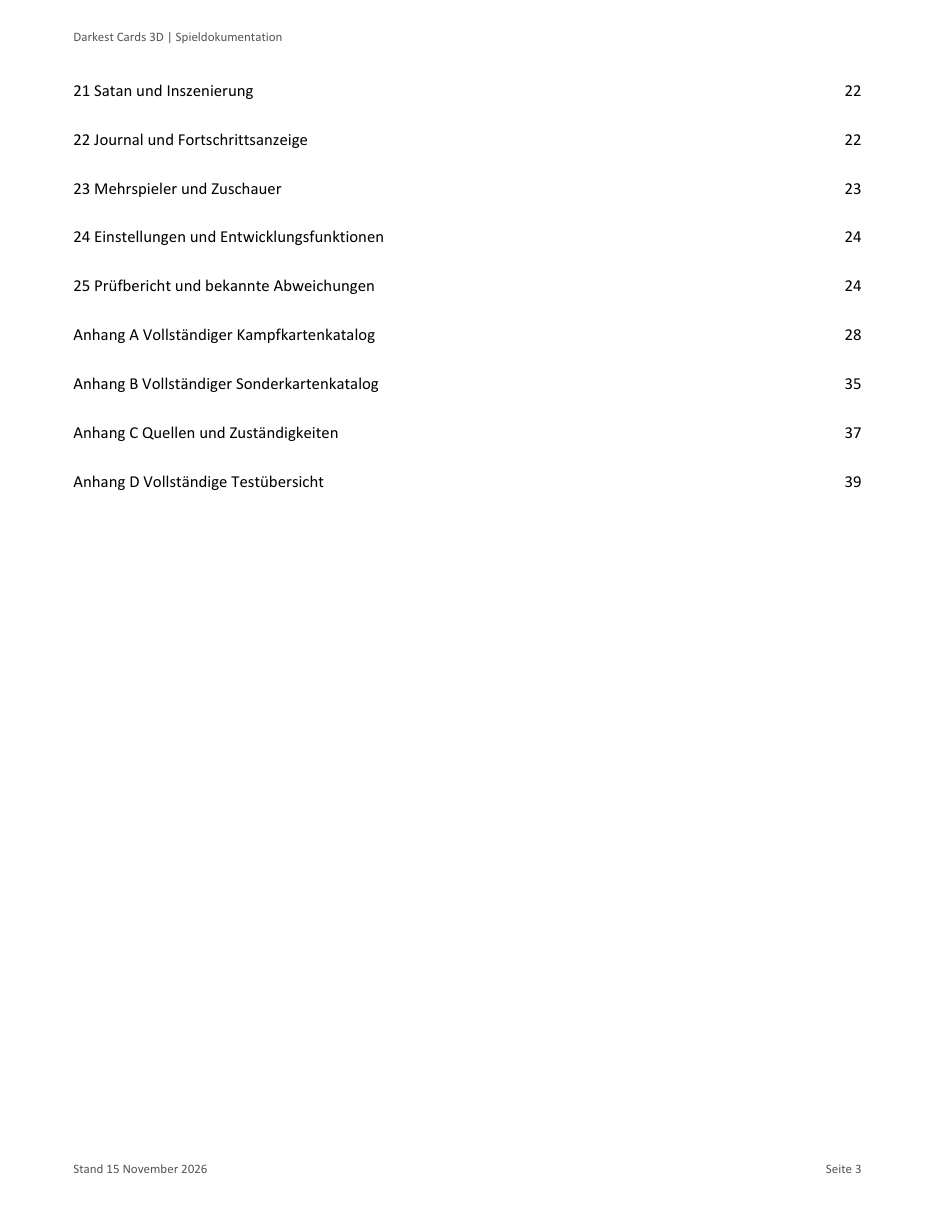 Darkest Cards 3D | Spieldokumentation
21 Satan und Inszenierung 22
22 Journal und Fortschrittsanzeige 22
23 Mehrspieler und Zuschauer 23
24 Einstellungen und Entwicklungsfunktionen 24
25 Prüfbericht und bekannte Abweichungen 24
Anhang A Vollständiger Kampfkartenkatalog 28
Anhang B Vollständiger Sonderkartenkatalog 35
Anhang C Quellen und Zuständigkeiten 37
Anhang D Vollständige Testübersicht 39
Stand 15 November 2026 Seite 3